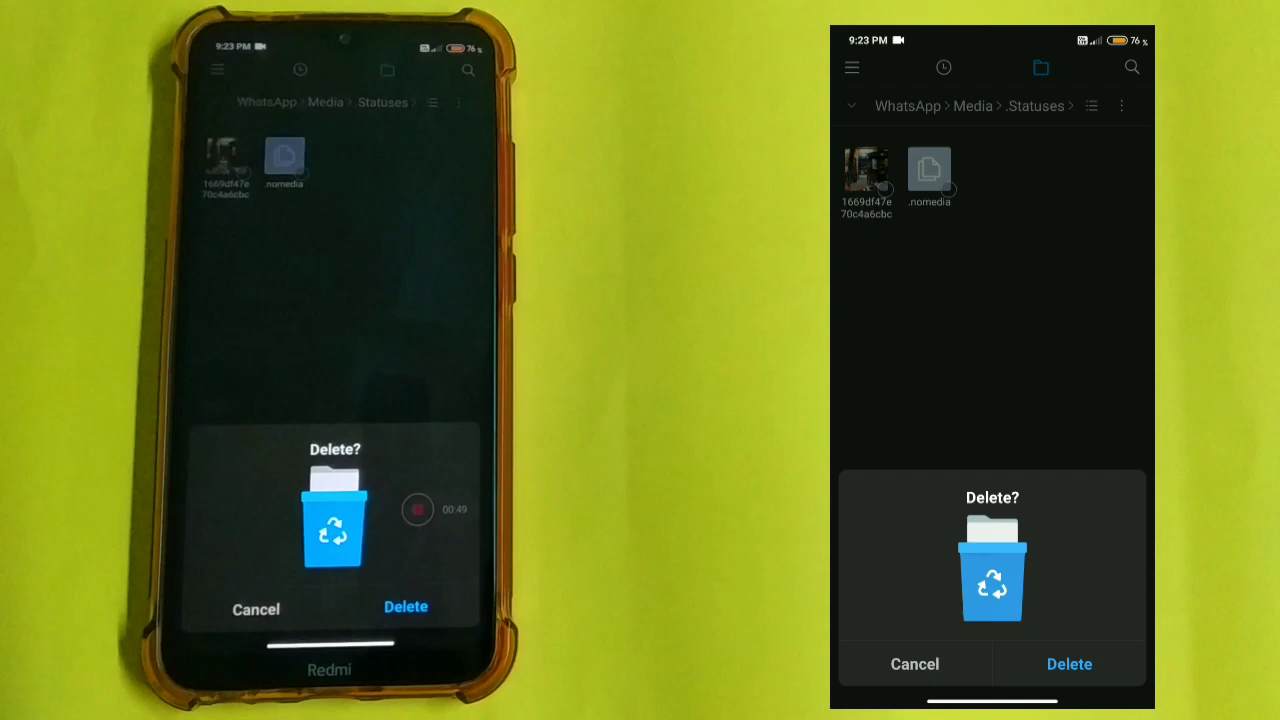 9:23 PM
76 %
WhatsApp > Media > Statuses >
1669df47e
70c4a6cbc
.nomedia
Delete?
00:49
Cancel
Delete
Redmi
9:23 PM
76 %
WhatsApp > Media > .Statuses >
1669df47e
70c4a6cbc
.nomedia
Delete?
Cancel
Delete